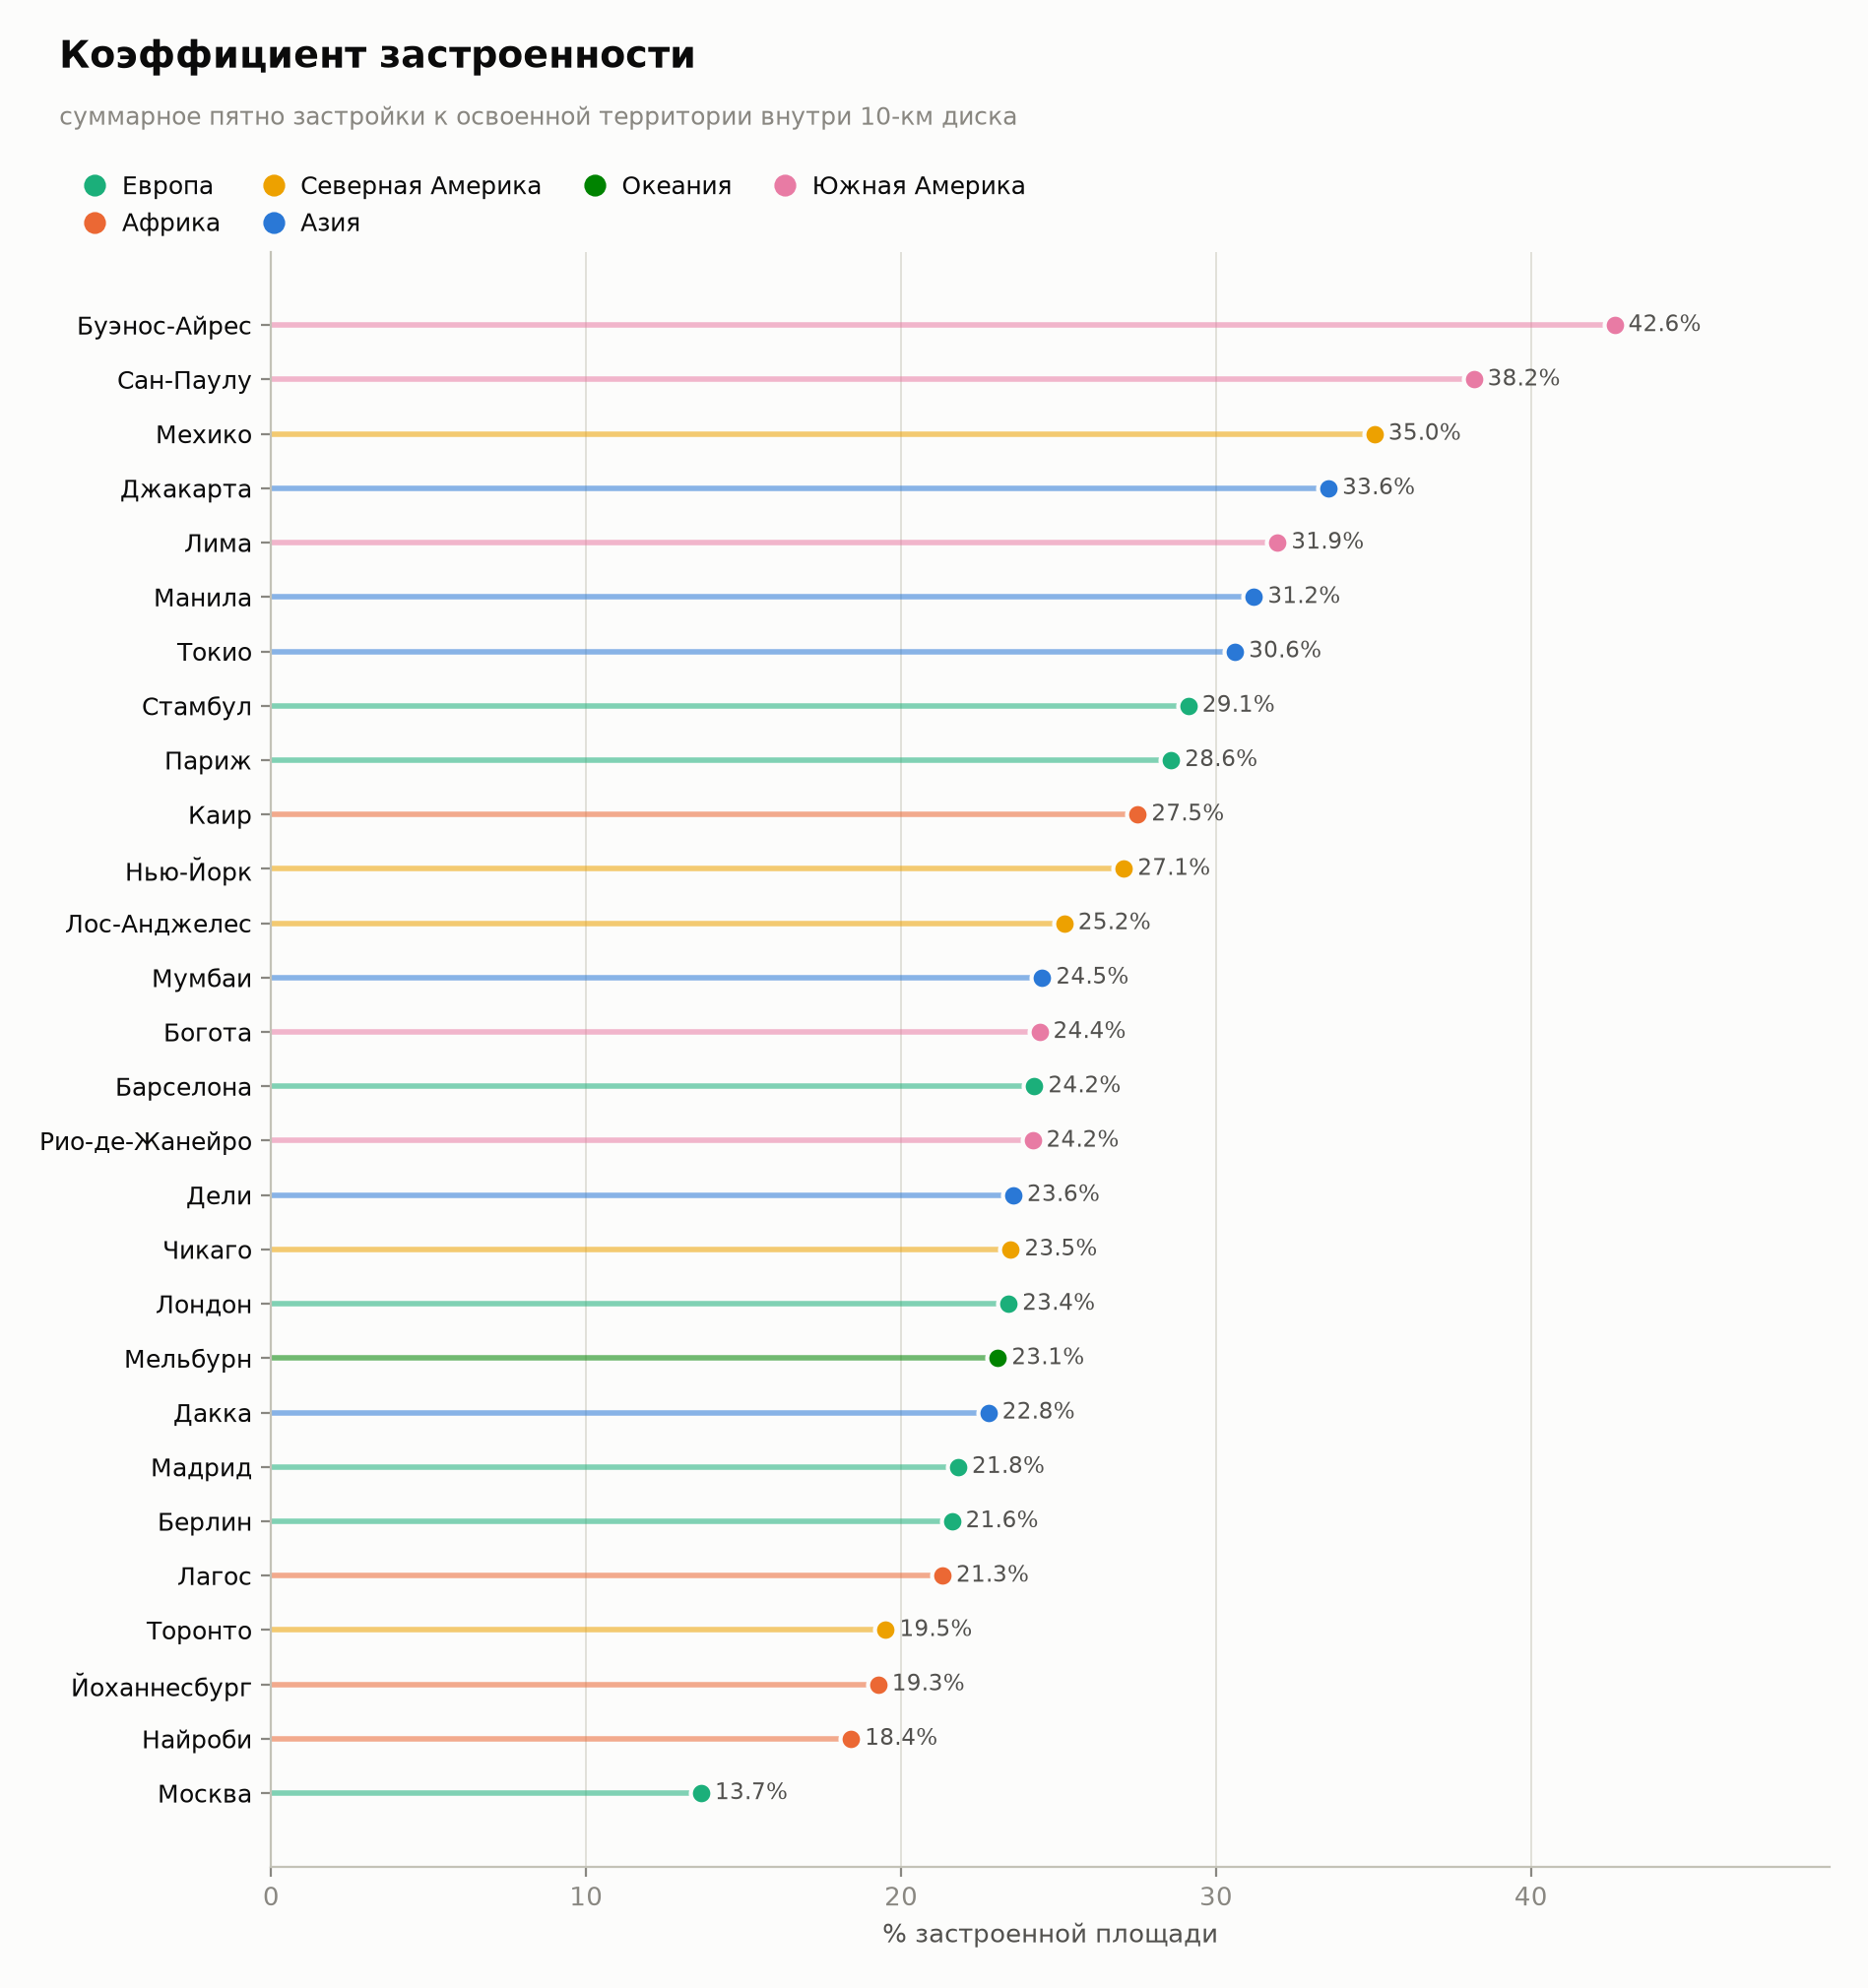 Коэффициент застроенности
суммарное пятно застройки к освоенной территории внутри 10-км диска
Европа Северная Америка Океания Южная Америка
Африка Азия
Буэнос-Айрес 42.6%
Сан-Паулу 38.2%
Мехико 35.0%
Джакарта 33.6%
Лима 31.9%
Манила 31.2%
Токио 30.6%
Стамбул 29.1%
Париж 28.6%
Каир 27.5%
Нью-Йорк 27.1%
Лос-Анджелес 25.2%
Мумбаи 24.5%
Богота 24.4%
Барселона 24.2%
Рио-де-Жанейро 24.2%
Дели 23.6%
Чикаго 23.5%
Лондон 23.4%
Мельбурн 23.1%
Дакка 22.8%
Мадрид 21.8%
Берлин 21.6%
Лагос 21.3%
Торонто 19.5%
Йоханнесбург 19.3%
Найроби 18.4%
Москва 13.7%
0 10 20 30 40
% застроенной площади